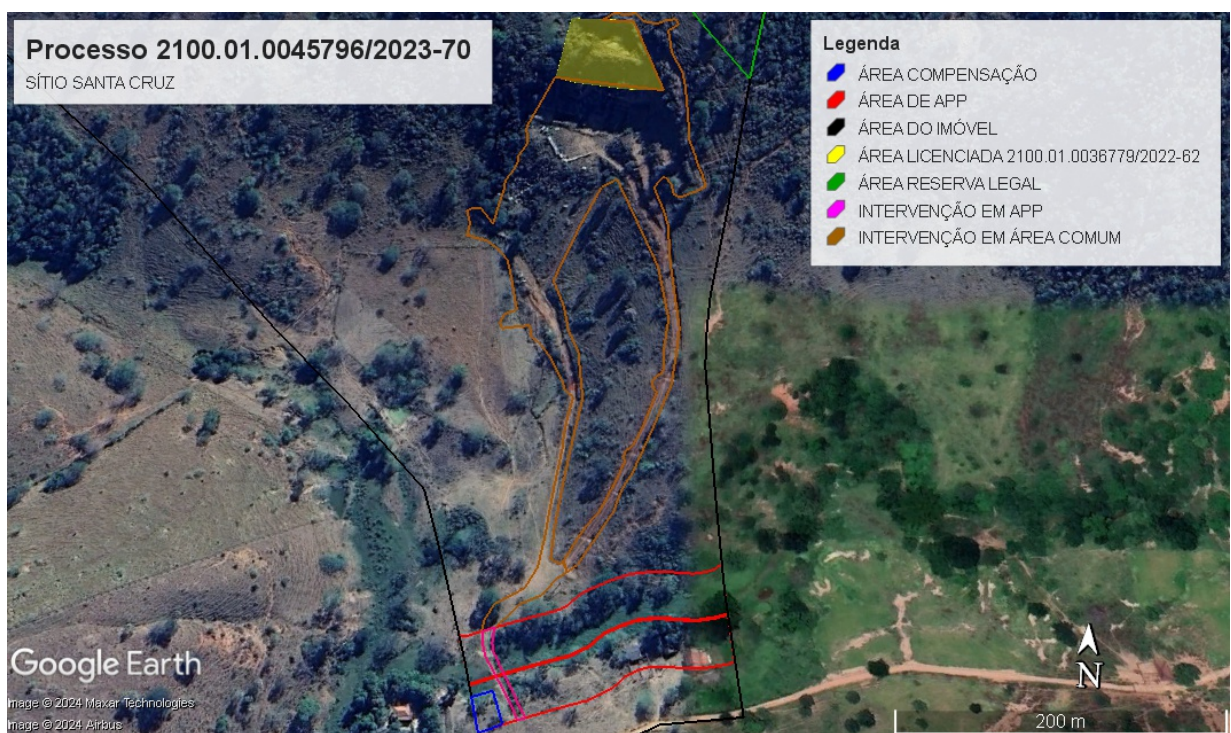 Processo 2100.01.0045796/2023-70
SÍTIO SANTA CRUZ
Legenda
ÁREA COMPENSAÇÃO
ÁREA DE APP
ÁREA DO IMÓVEL
ÁREA LICENCIADA 2100.01.0036779/2022-62
ÁREA RESERVA LEGAL
INTERVENÇÃO EM APP
INTERVENÇÃO EM ÁREA COMUM
Google Earth
mage © 2024 Maxar Technologies
mage © 2024 Airbus
N
200 m